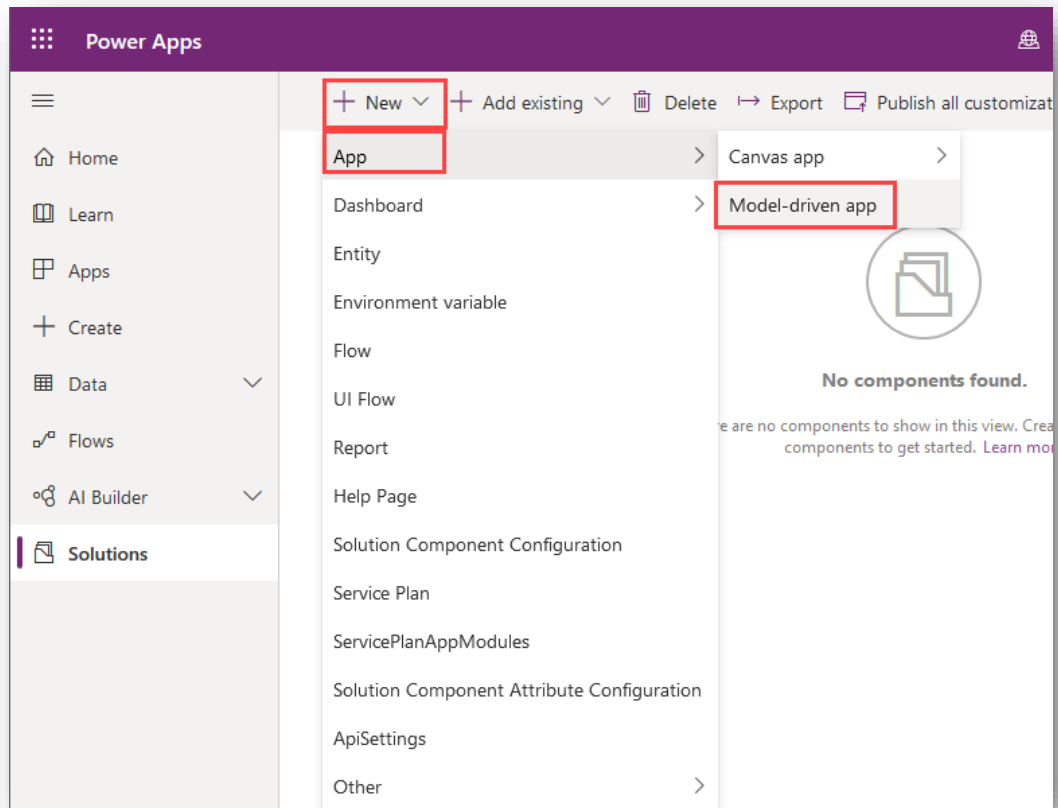 Power Apps
New
Add existing
Delete
Export
Publish all customizat
Home
Learn
Apps
Create
Data
Flows
AI Builder
Solutions
App
Dashboard
Entity
Environment variable
Flow
UI Flow
Report
Help Page
Solution Component Configuration
Service Plan
ServicePlanAppModules
Solution Component Attribute Configuration
ApiSettings
Other
Canvas app
Model-driven app
No components found.
e are no components to show in this view. Crea
components to get started. Learn mo